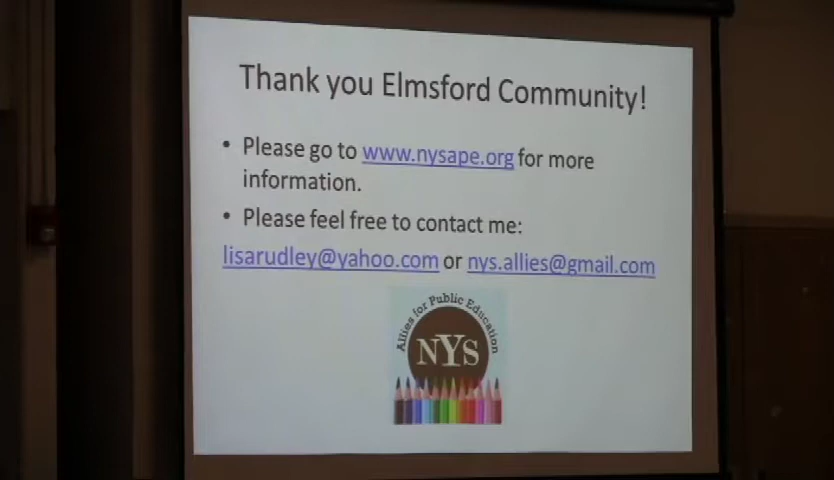 Thank you Elmsford Community!
• Please go to www.nysape.org for more
information.
• Please feel free to contact me:
lisarudley@yahoo.com or nys.allies@gmail.com
Allies for Public Education
NYS